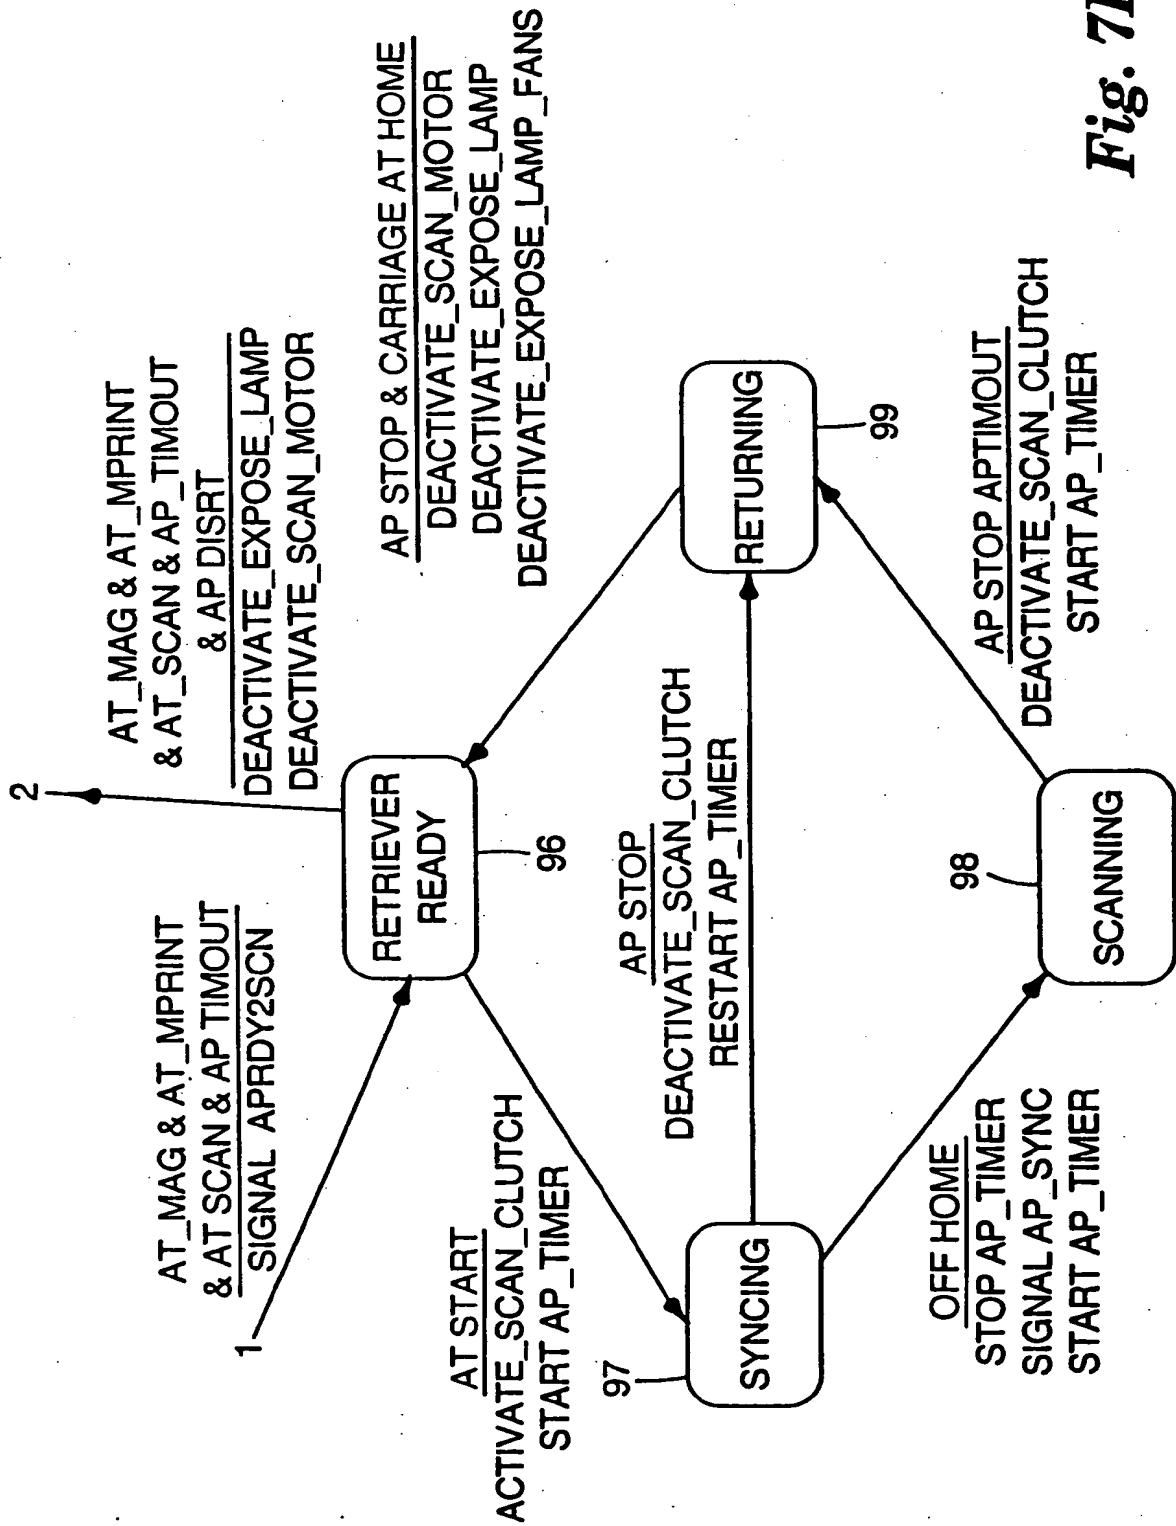 2
AT_MAG & AT_MPRINT
& AT_SCAN & AP_TIMOUT
& AP DISRT
DEACTIVATE_EXPOSE_LAMP
DEACTIVATE_SCAN_MOTOR
AT_MAG & AT_MPRINT
& AT SCAN & AP TIMOUT
SIGNAL APRDY2SCN
1
RETRIEVER
READY
96
AP STOP & CARRIAGE AT HOME
DEACTIVATE_SCAN_MOTOR
DEACTIVATE_EXPOSE_LAMP
DEACTIVATE_EXPOSE_LAMP_FANS
AT START
ACTIVATE_SCAN_CLUTCH
START AP_TIMER
97
SYNCING
AP STOP
DEACTIVATE_SCAN_CLUTCH
RESTART AP_TIMER
RETURNING
99
OFF HOME
STOP AP_TIMER
SIGNAL AP_SYNC
START AP_TIMER
98
SCANNING
AP STOP APTIMOUT
DEACTIVATE_SCAN_CLUTCH
START AP_TIMER
Fig.